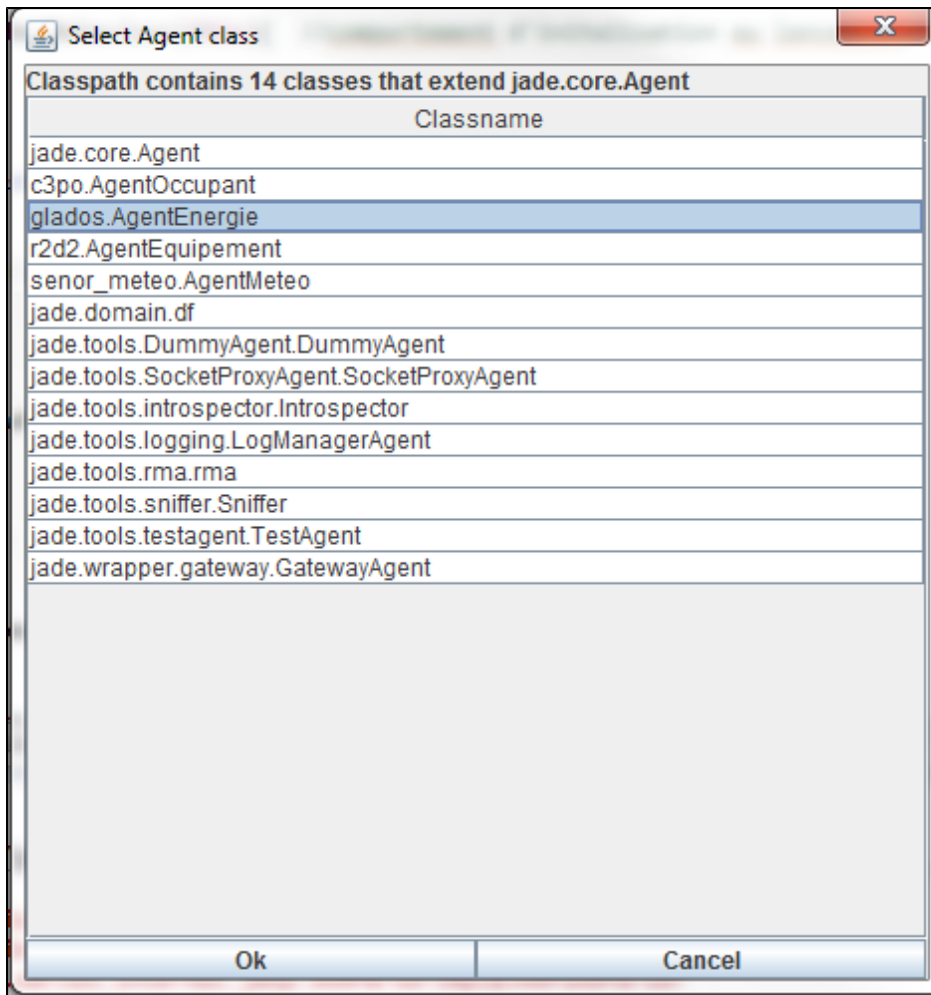 Select Agent class
Classpath contains 14 classes that extend jade.core.Agent
Classname
jade.core.Agent
c3po.AgentOccupant
glados.AgentEnergie
r2d2.AgentEquipement
senor_meteo.AgentMeteo
jade.domain.df
jade.tools.DummyAgent.DummyAgent
jade.tools.SocketProxyAgent.SocketProxyAgent
jade.tools.introspector.Introspector
jade.tools.logging.LogManagerAgent
jade.tools.rma.rma
jade.tools.sniffer.Sniffer
jade.tools.testagent.TestAgent
jade.wrapper.gateway.GatewayAgent
Ok Cancel